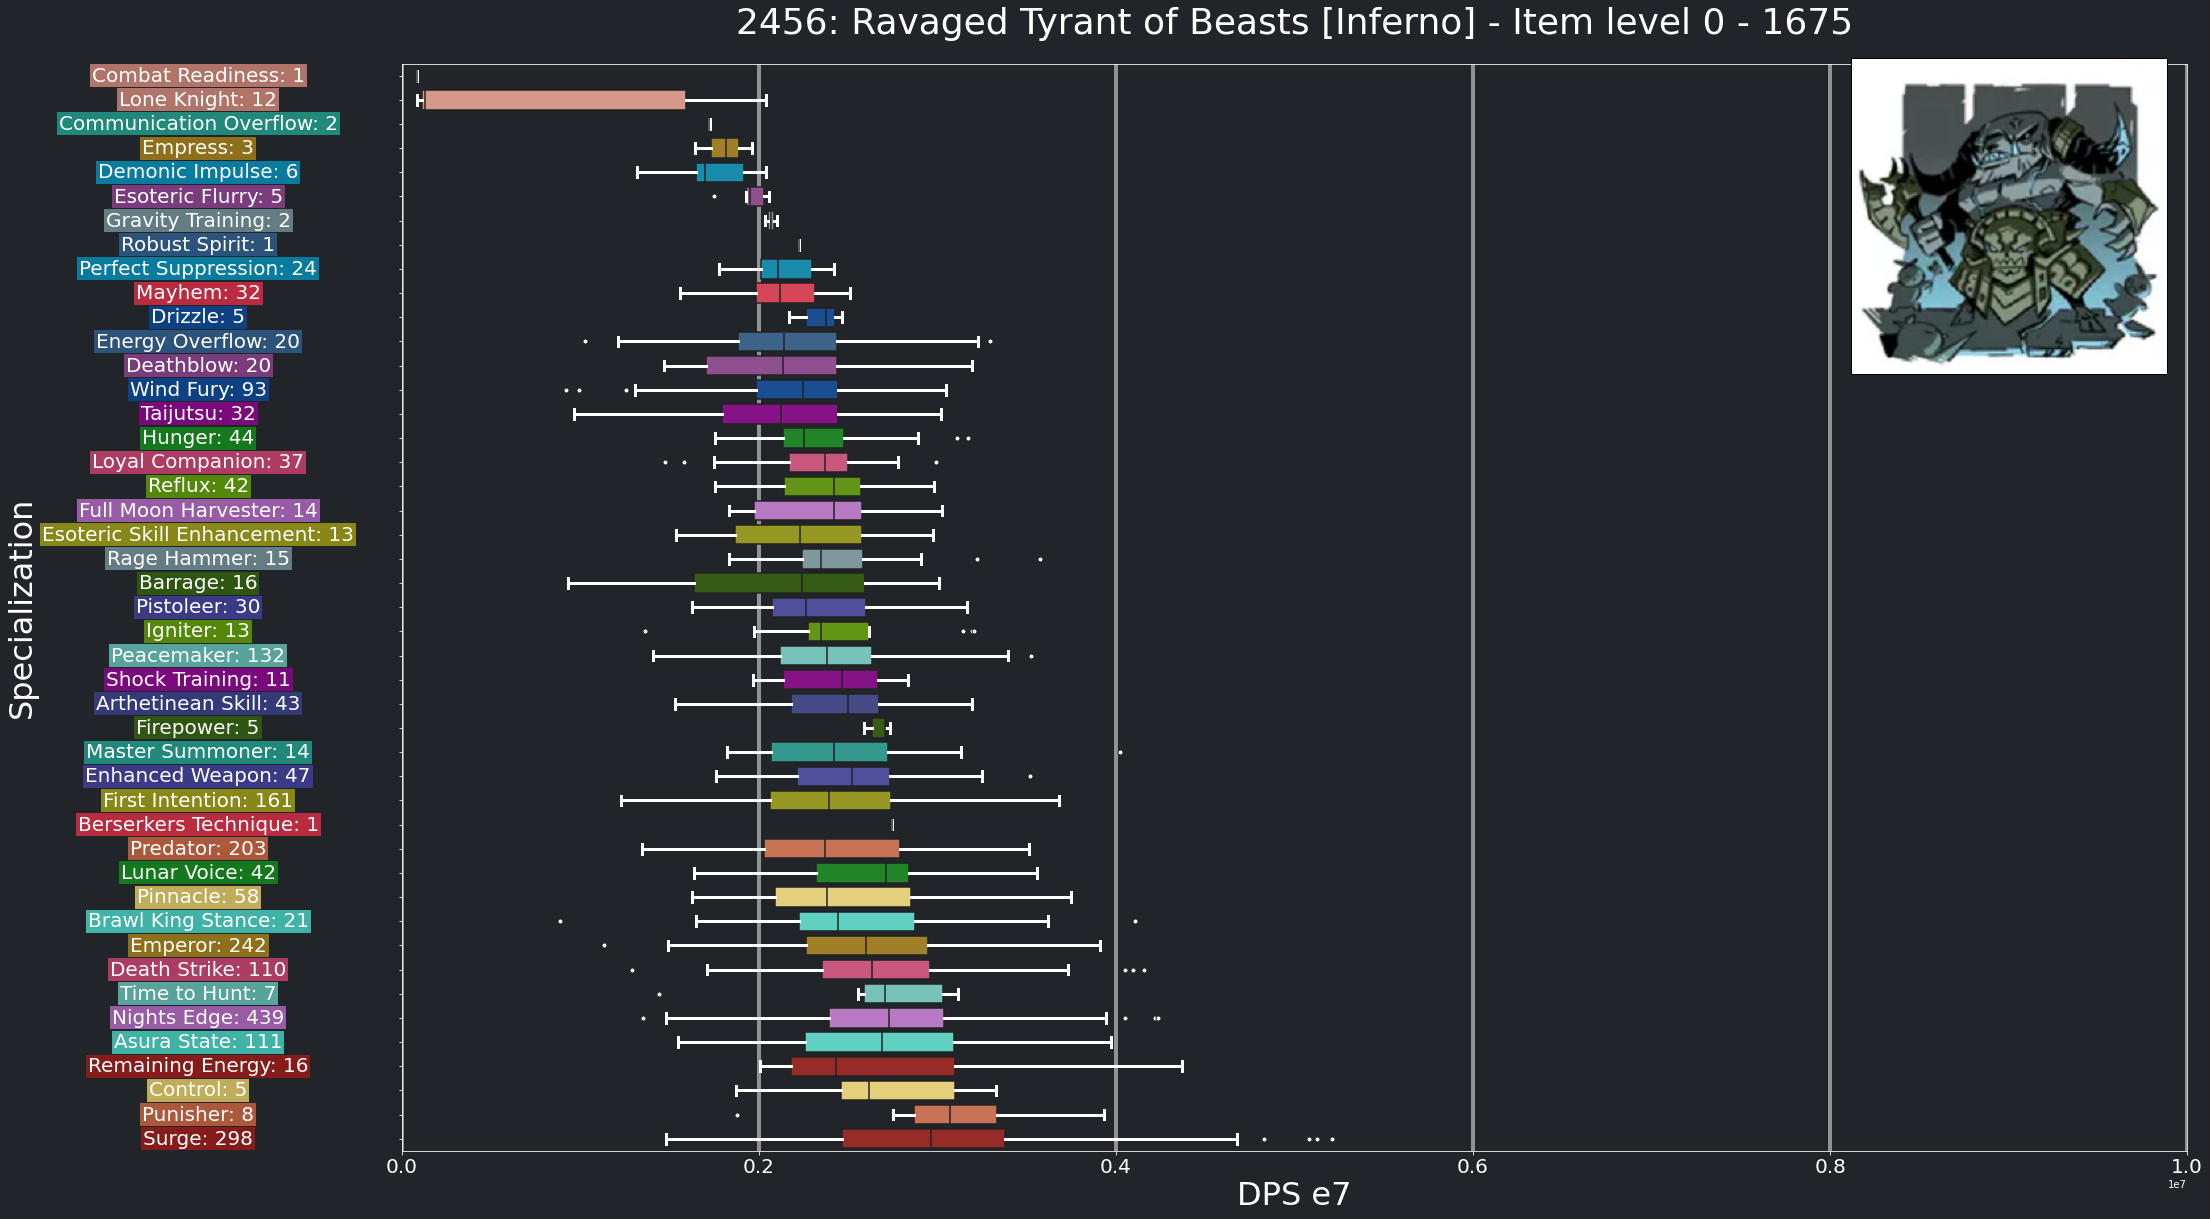 2456: Ravaged Tyrant of Beasts [Inferno] - Item level 0 - 1675
Combat Readiness: 1
Lone Knight: 12
Communication Overflow: 2
Empress: 3
Demonic Impulse: 6
Esoteric Flurry: 5
Gravity Training: 2
Robust Spirit: 1
Perfect Suppression: 24
Mayhem: 32
Drizzle: 5
Energy Overflow: 20
Deathblow: 20
Wind Fury: 93
Taijutsu: 32
Hunger: 44
Loyal Companion: 37
Reflux: 42
Full Moon Harvester: 14
Esoteric Skill Enhancement: 13
Rage Hammer: 15
Barrage: 16
Pistoleer: 30
Igniter: 13
Peacemaker: 132
Shock Training: 11
Arthetinean Skill: 43
Firepower: 5
Master Summoner: 14
Enhanced Weapon: 47
First Intention: 161
Berserkers Technique: 1
Predator: 203
Lunar Voice: 42
Pinnacle: 58
Brawl King Stance: 21
Emperor: 242
Death Strike: 110
Time to Hunt: 7
Nights Edge: 439
Asura State: 111
Remaining Energy: 16
Control: 5
Punisher: 8
Surge: 298
Specialization
0.0 0.2 0.4 0.6 0.8 1.0
1e7
DPS e7